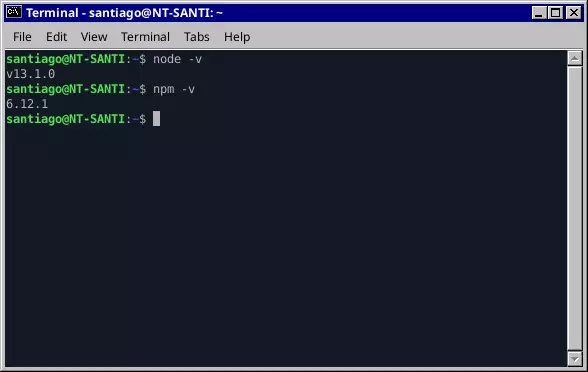 Terminal - santiago@NT-SANTI: ~
File Edit View Terminal Tabs Help
santiago@NT-SANTI:~$ node -v
v13.1.0
santiago@NT-SANTI:~$ npm -v
6.12.1
santiago@NT-SANTI:~$